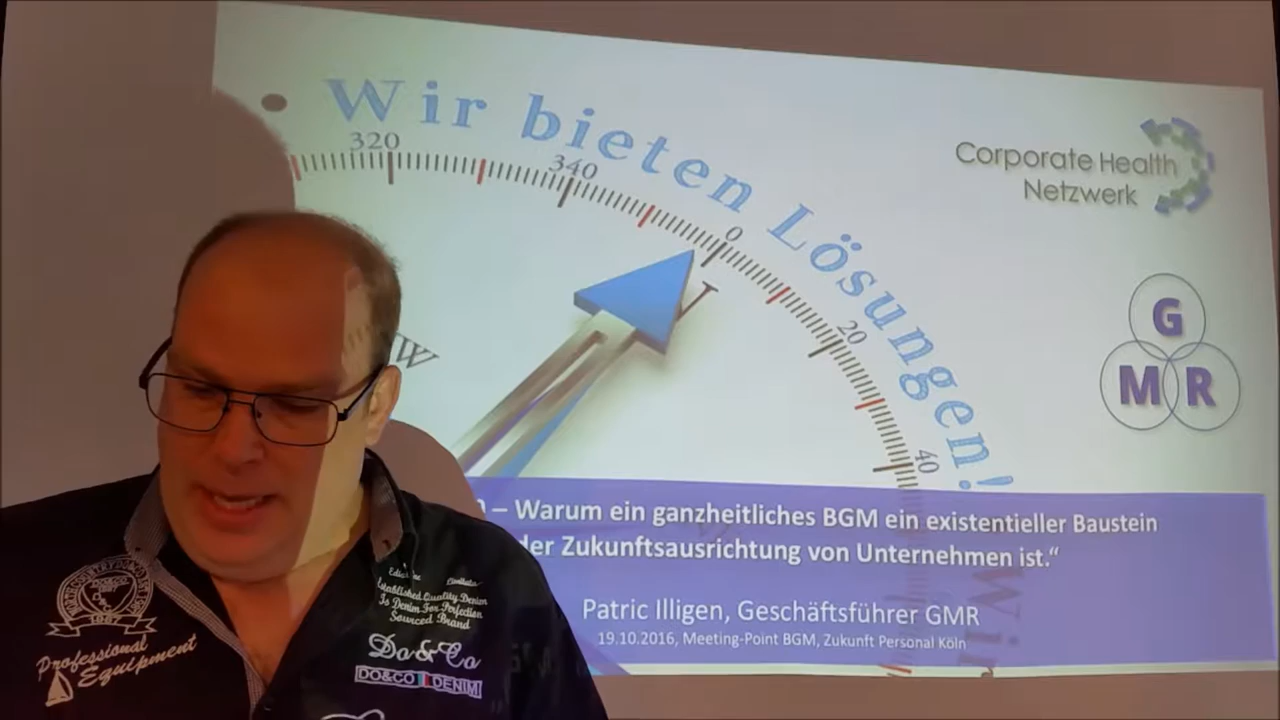 Wir bieten Lösungen!
320
340
0
20
40
W
Corporate Health
Netzwerk
G
M R
– Warum ein ganzheitliches BGM ein existentieller Baustein
der Zukunftsausrichtung von Unternehmen ist.“
Patric Illigen, Geschäftsführer GMR
19.10.2016, Meeting-Point BGM, Zukunft Personal Köln
Wir
1967
Professional
Equipment
Established Quality Denim
Is Denim For Perfection
Sourced Brand
Do & Co
DO&CO DENIM